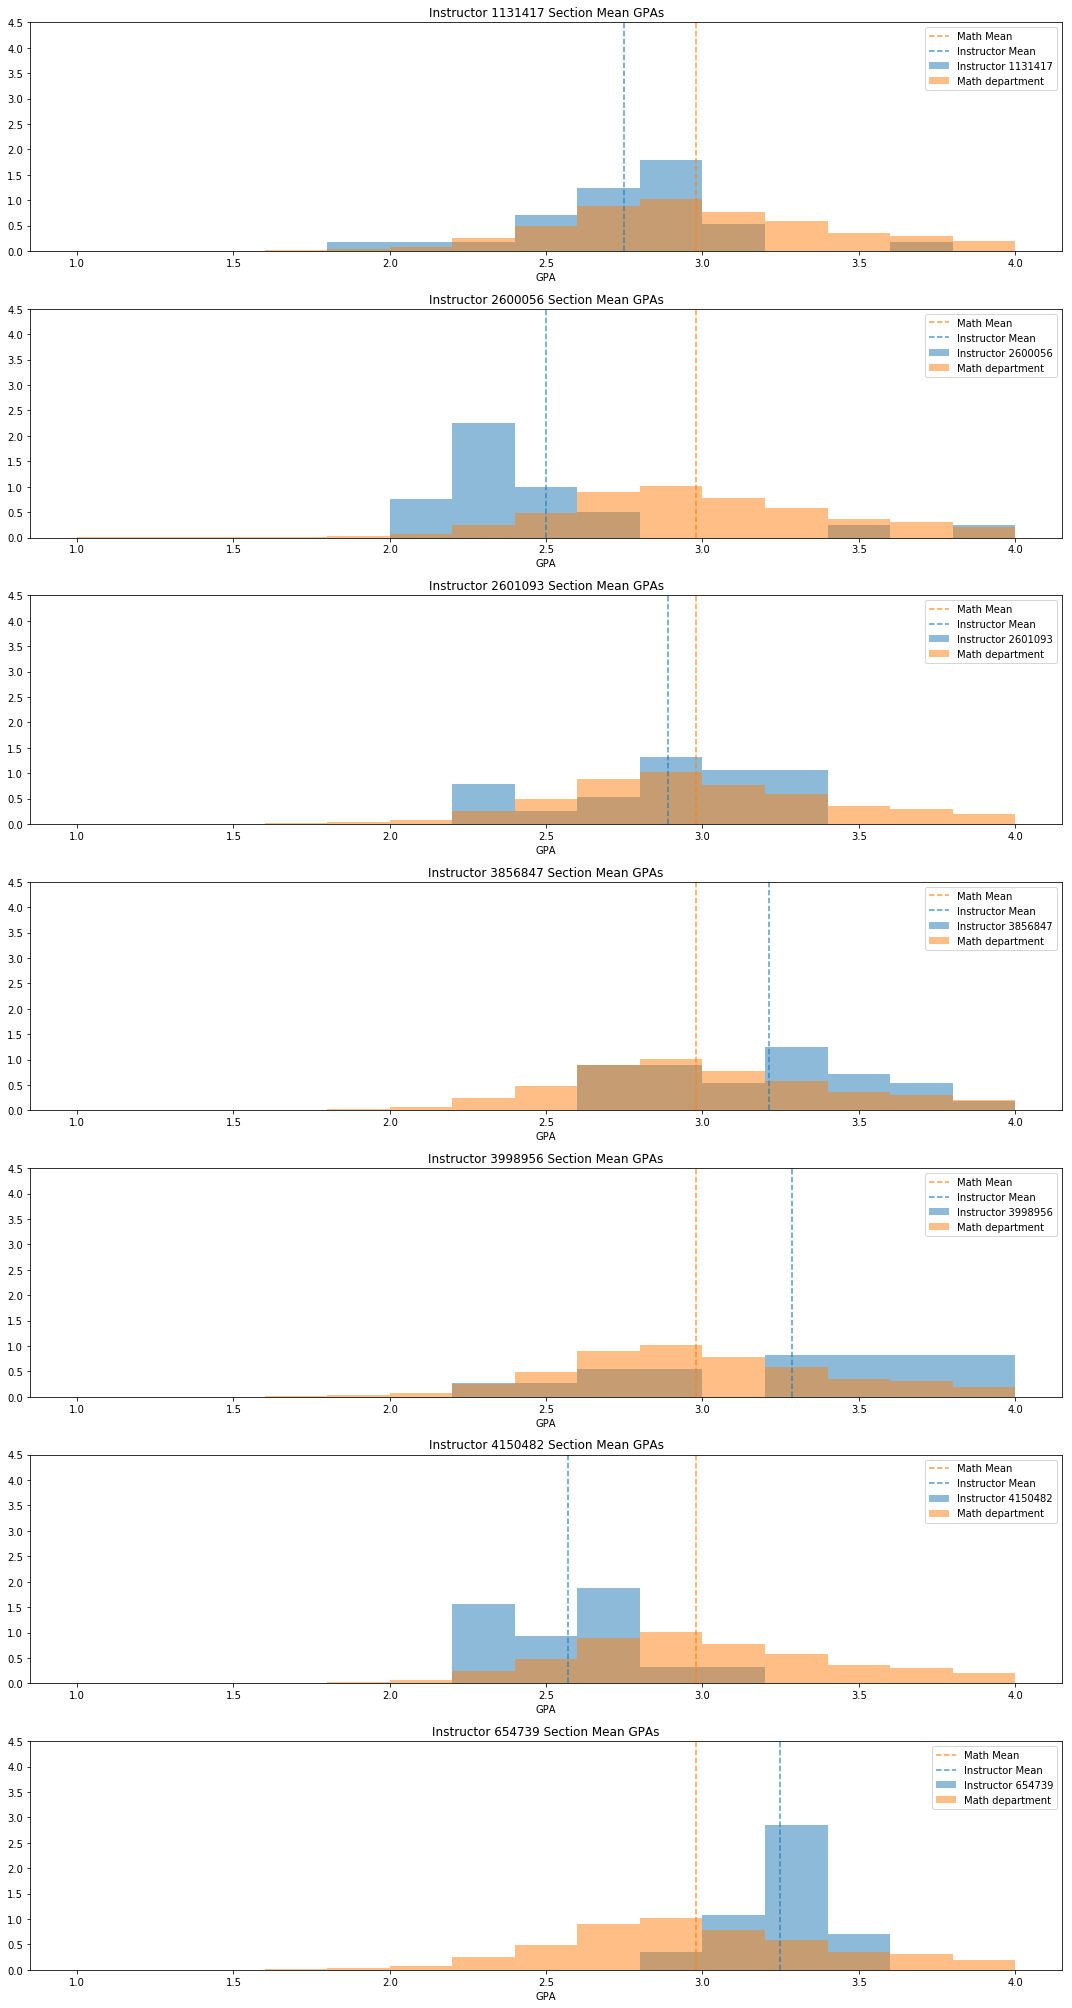 Instructor 1131417 Section Mean GPAs
4.5
4.0
3.5
3.0
2.5
2.0
1.5
1.0
0.5
0.0
Math Mean
Instructor Mean
Instructor 1131417
Math department
1.0 1.5 2.0 2.5 3.0 3.5 4.0
GPA
Instructor 2600056 Section Mean GPAs
4.5
4.0
3.5
3.0
2.5
2.0
1.5
1.0
0.5
0.0
Math Mean
Instructor Mean
Instructor 2600056
Math department
1.0 1.5 2.0 2.5 3.0 3.5 4.0
GPA
Instructor 2601093 Section Mean GPAs
4.5
4.0
3.5
3.0
2.5
2.0
1.5
1.0
0.5
0.0
Math Mean
Instructor Mean
Instructor 2601093
Math department
1.0 1.5 2.0 2.5 3.0 3.5 4.0
GPA
Instructor 3856847 Section Mean GPAs
4.5
4.0
3.5
3.0
2.5
2.0
1.5
1.0
0.5
0.0
Math Mean
Instructor Mean
Instructor 3856847
Math department
1.0 1.5 2.0 2.5 3.0 3.5 4.0
GPA
Instructor 3998956 Section Mean GPAs
4.5
4.0
3.5
3.0
2.5
2.0
1.5
1.0
0.5
0.0
Math Mean
Instructor Mean
Instructor 3998956
Math department
1.0 1.5 2.0 2.5 3.0 3.5 4.0
GPA
Instructor 4150482 Section Mean GPAs
4.5
4.0
3.5
3.0
2.5
2.0
1.5
1.0
0.5
0.0
Math Mean
Instructor Mean
Instructor 4150482
Math department
1.0 1.5 2.0 2.5 3.0 3.5 4.0
GPA
Instructor 654739 Section Mean GPAs
4.5
4.0
3.5
3.0
2.5
2.0
1.5
1.0
0.5
0.0
Math Mean
Instructor Mean
Instructor 654739
Math department
1.0 1.5 2.0 2.5 3.0 3.5 4.0
GPA